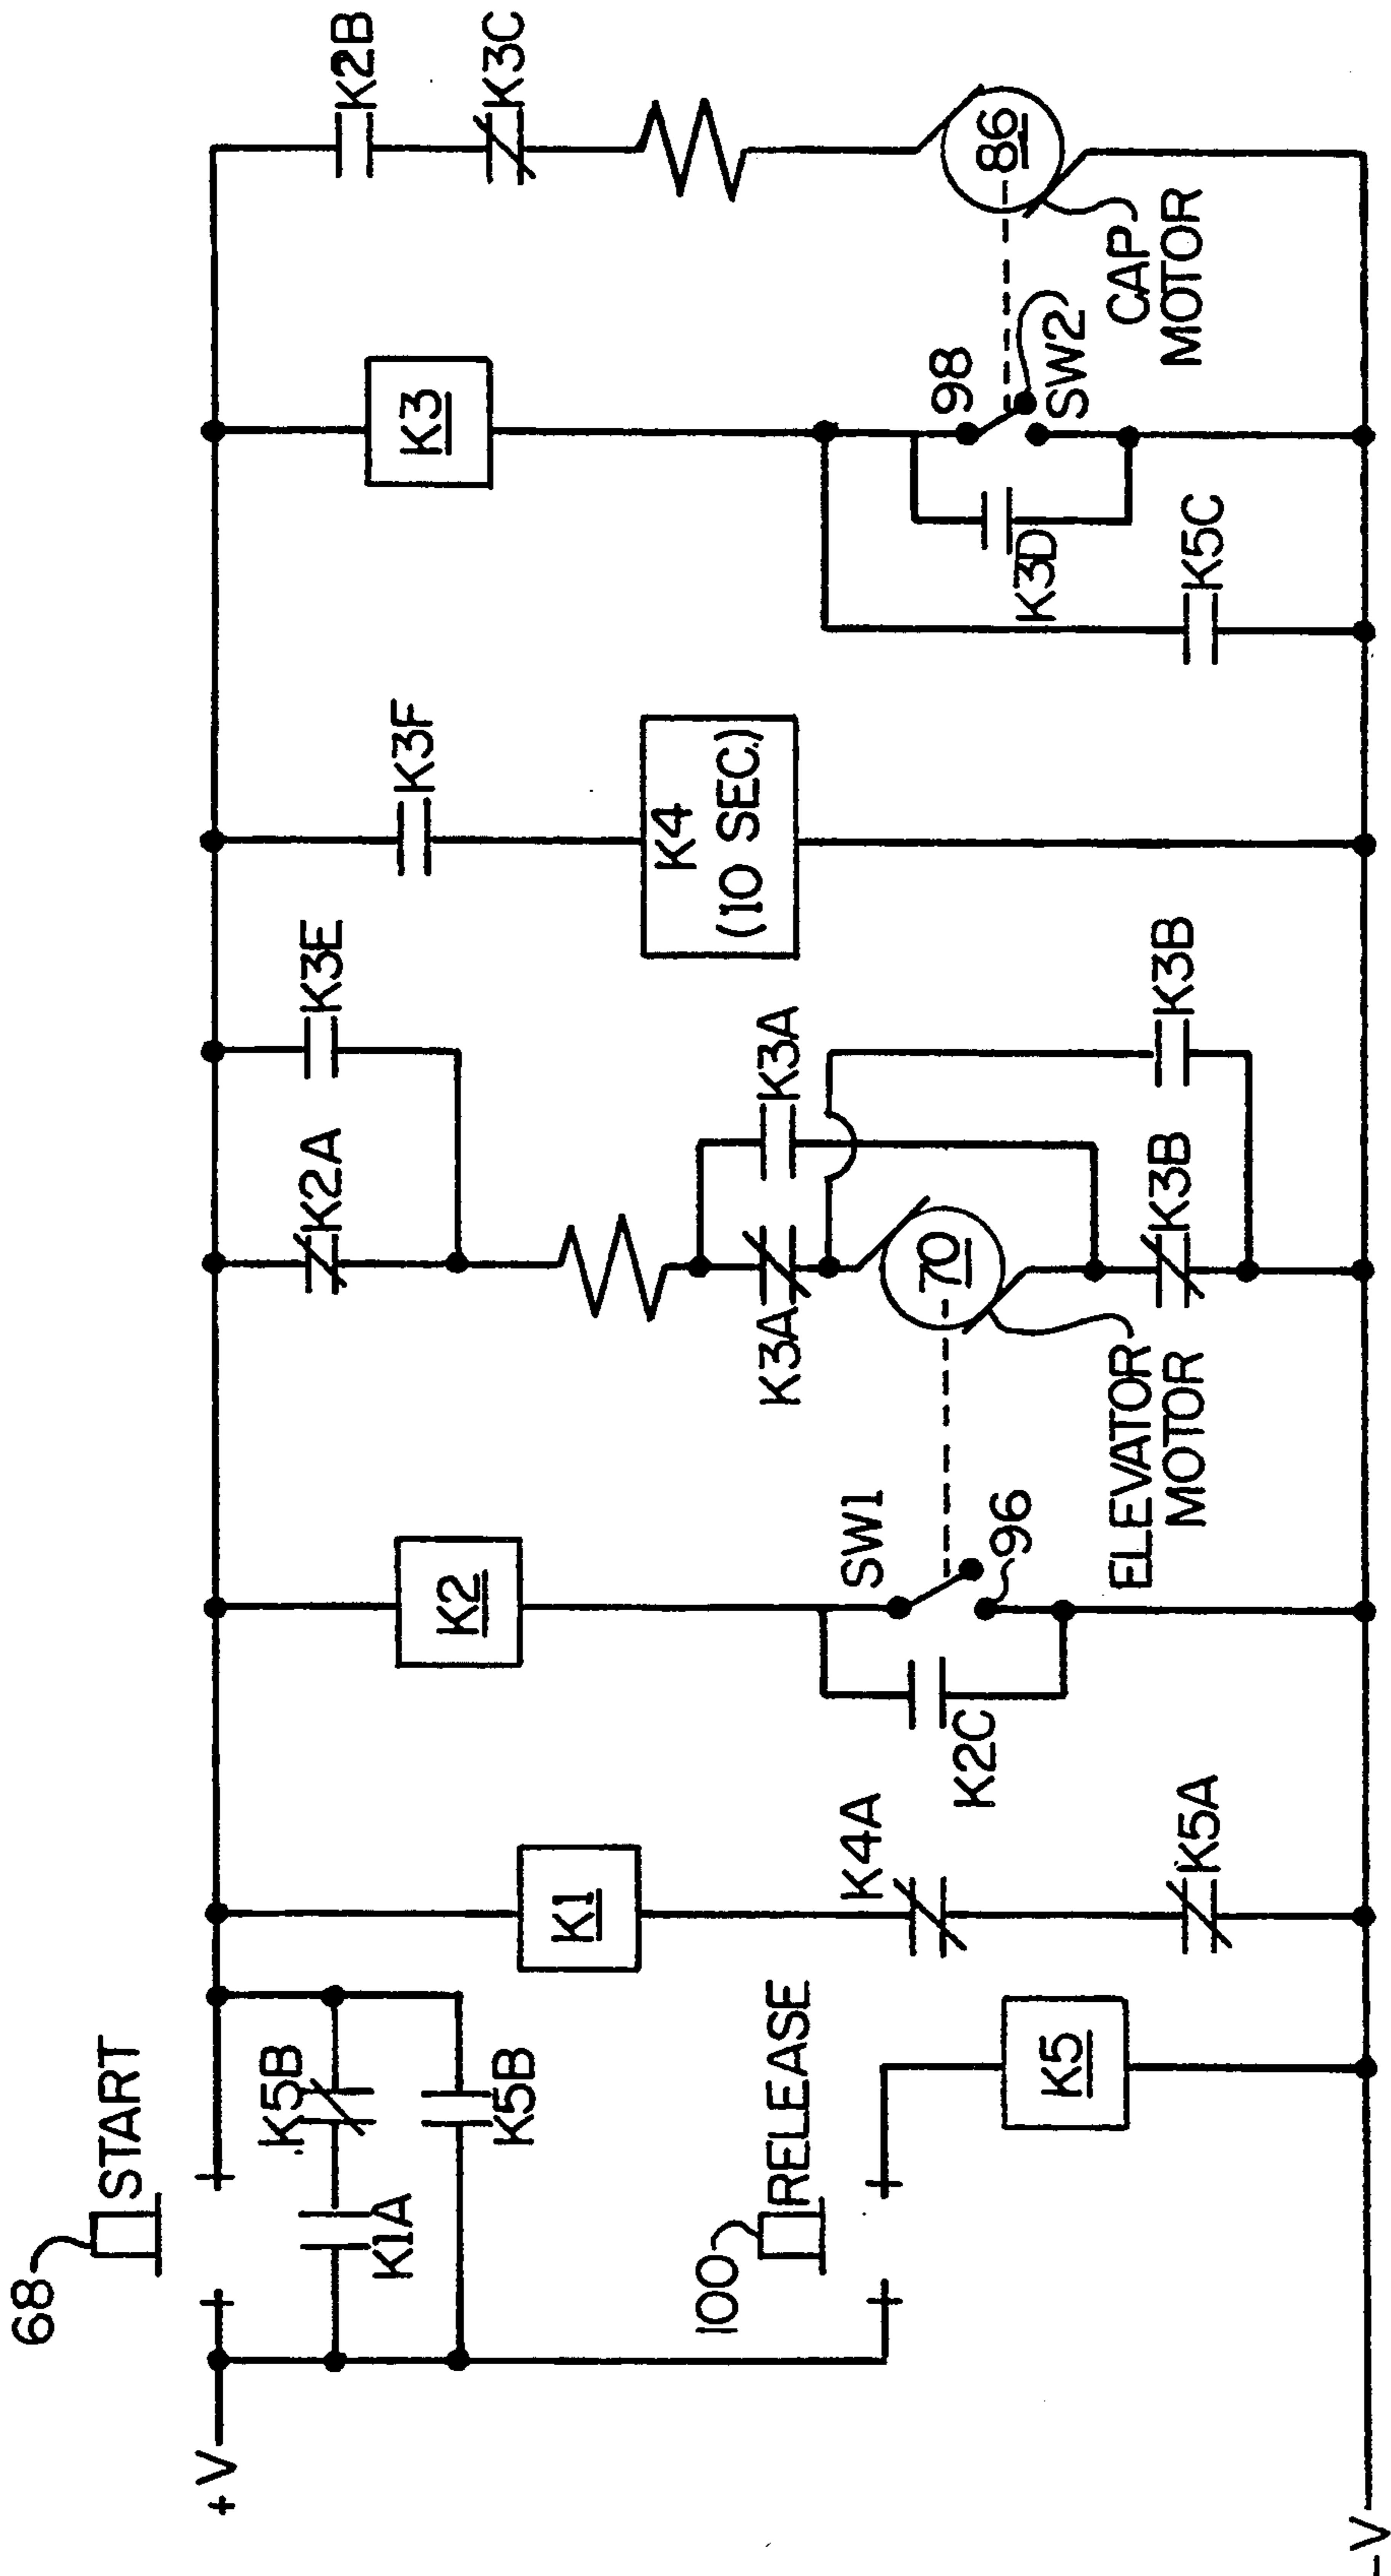 68
START
+V
K1A
K5B
K5B
100
RELEASE
K5
-V
K1
K4A
K5A
K2
SW1
K2C
96
K2A
K3E
K3A
K3A
70
ELEVATOR
MOTOR
K3B
K3B
K3F
K4
(10 SEC.)
K3
98
SW2
K3D
K5C
K2B
K3C
86
CAP
MOTOR